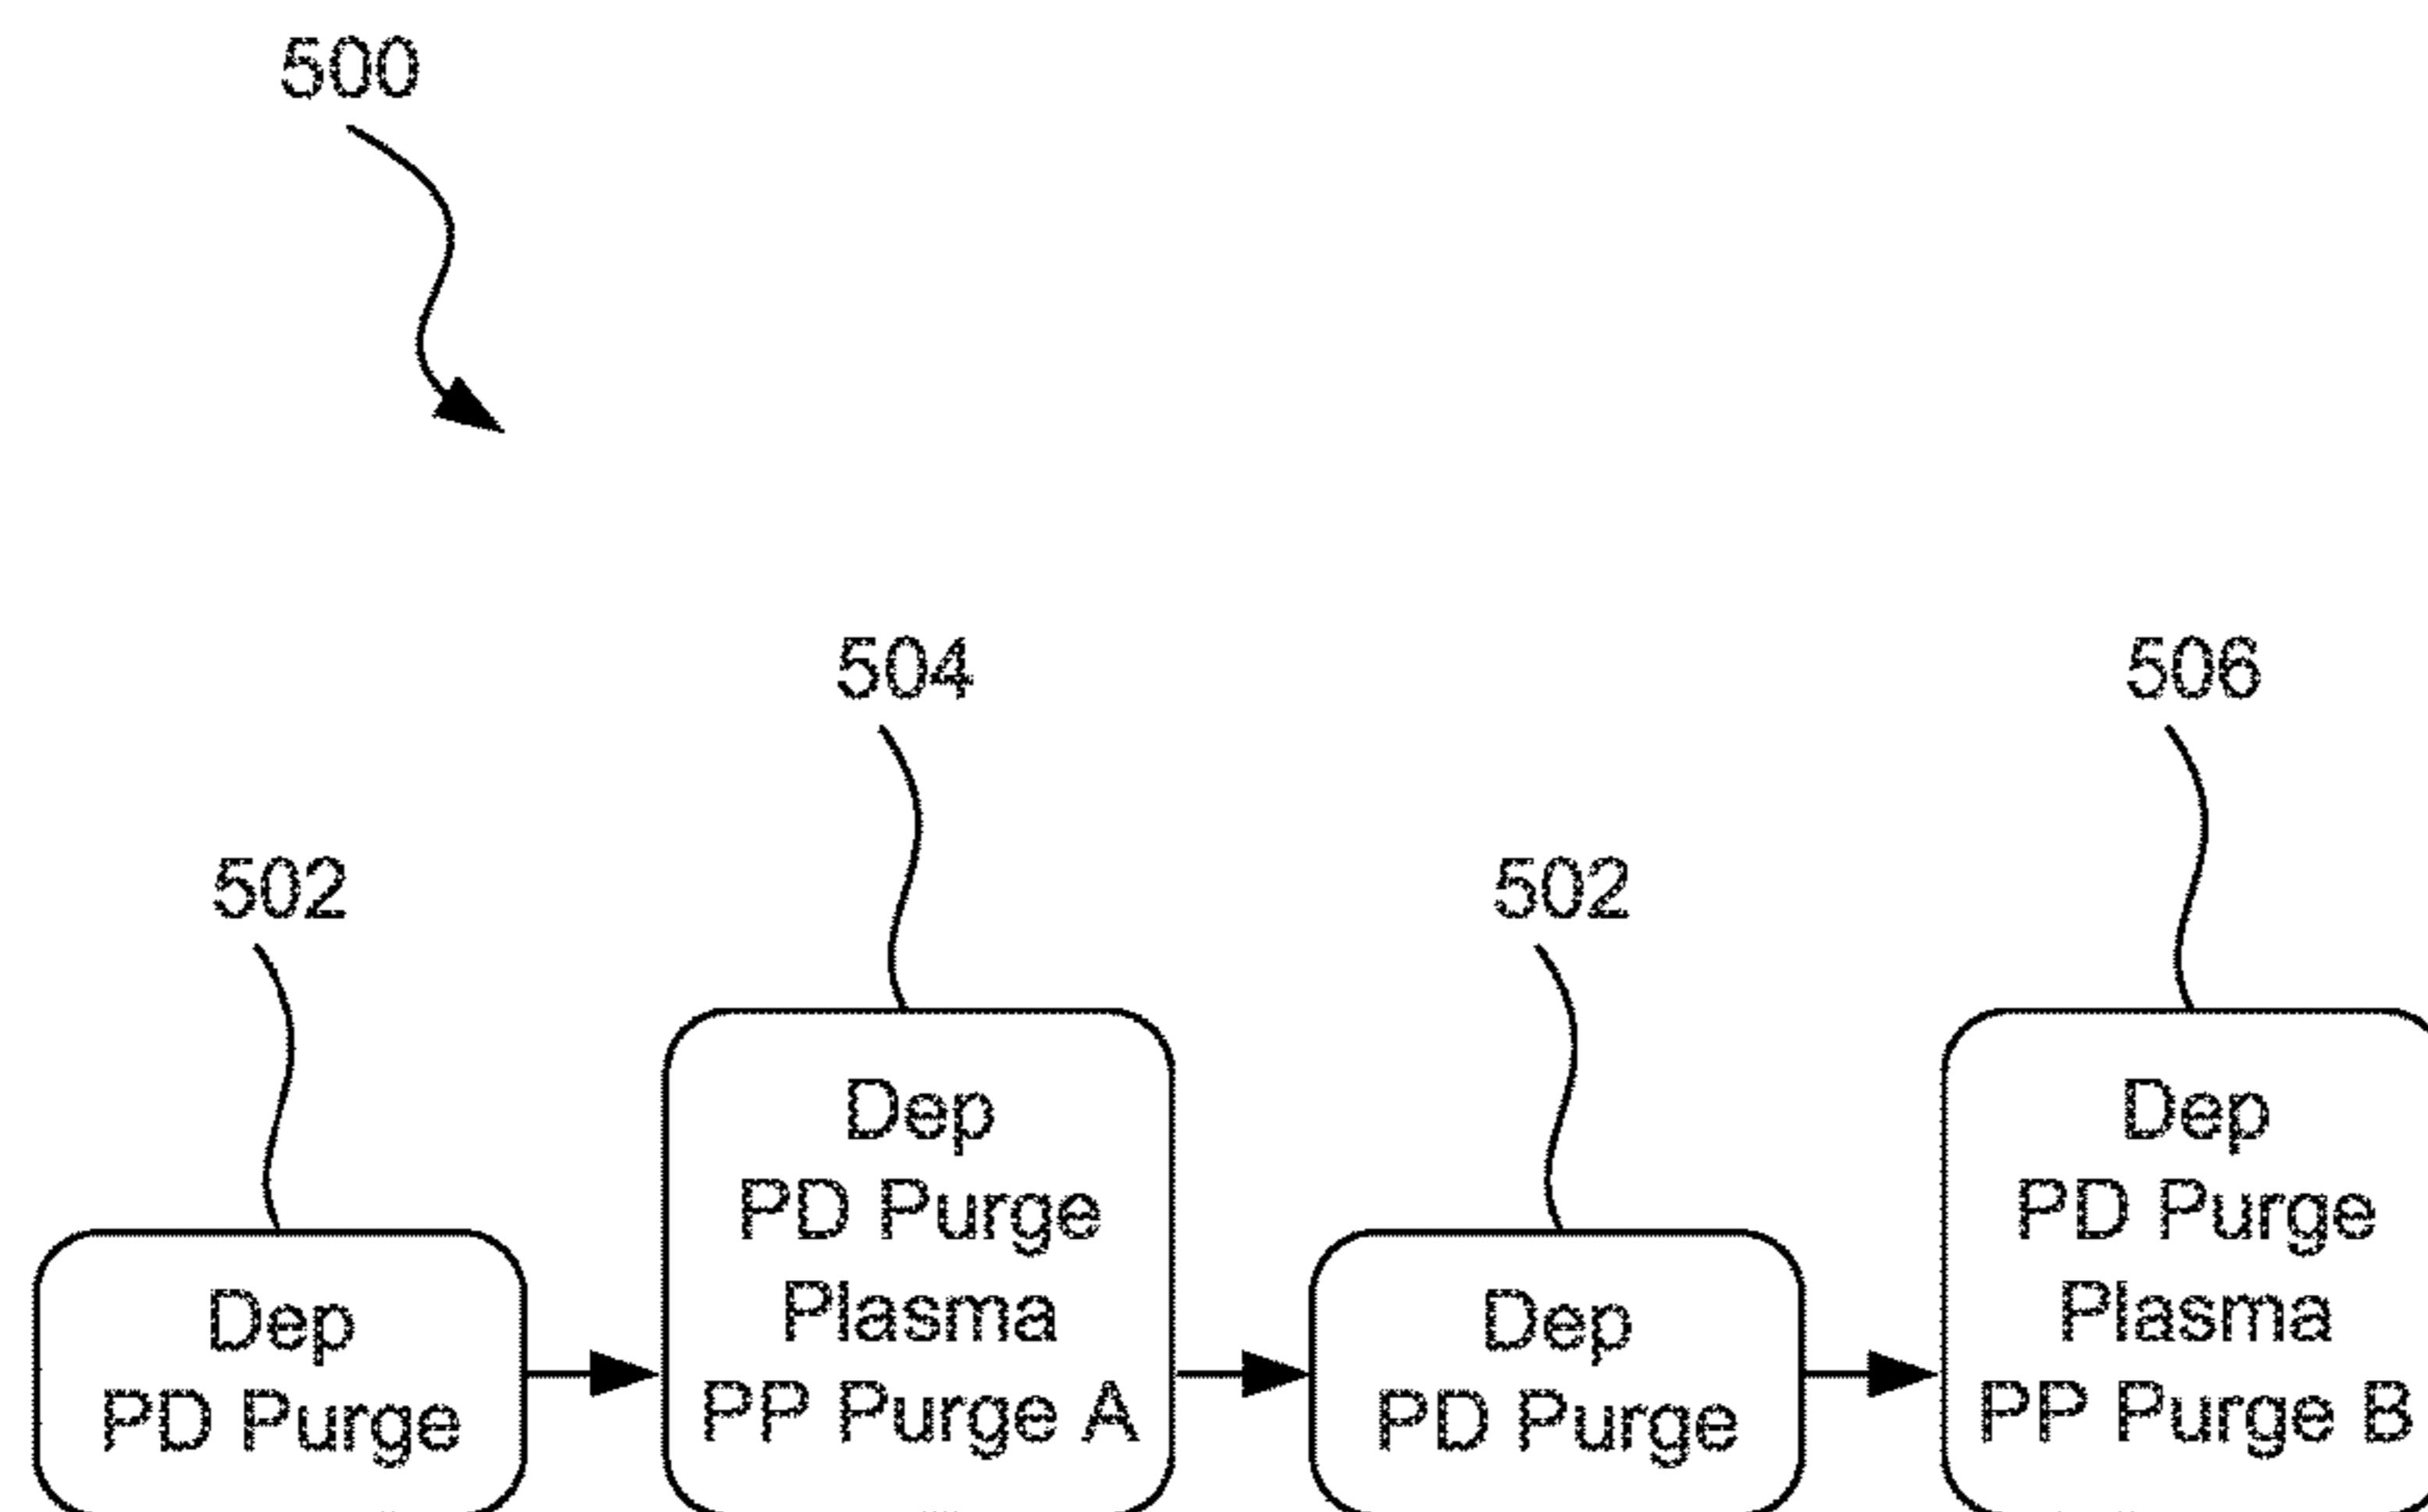 500
504
506
502
502
Dep
PD Purge
Dep
PD Purge
Plasma
PP Purge A
Dep
PD Purge
Dep
PD Purge
Plasma
PP Purge B